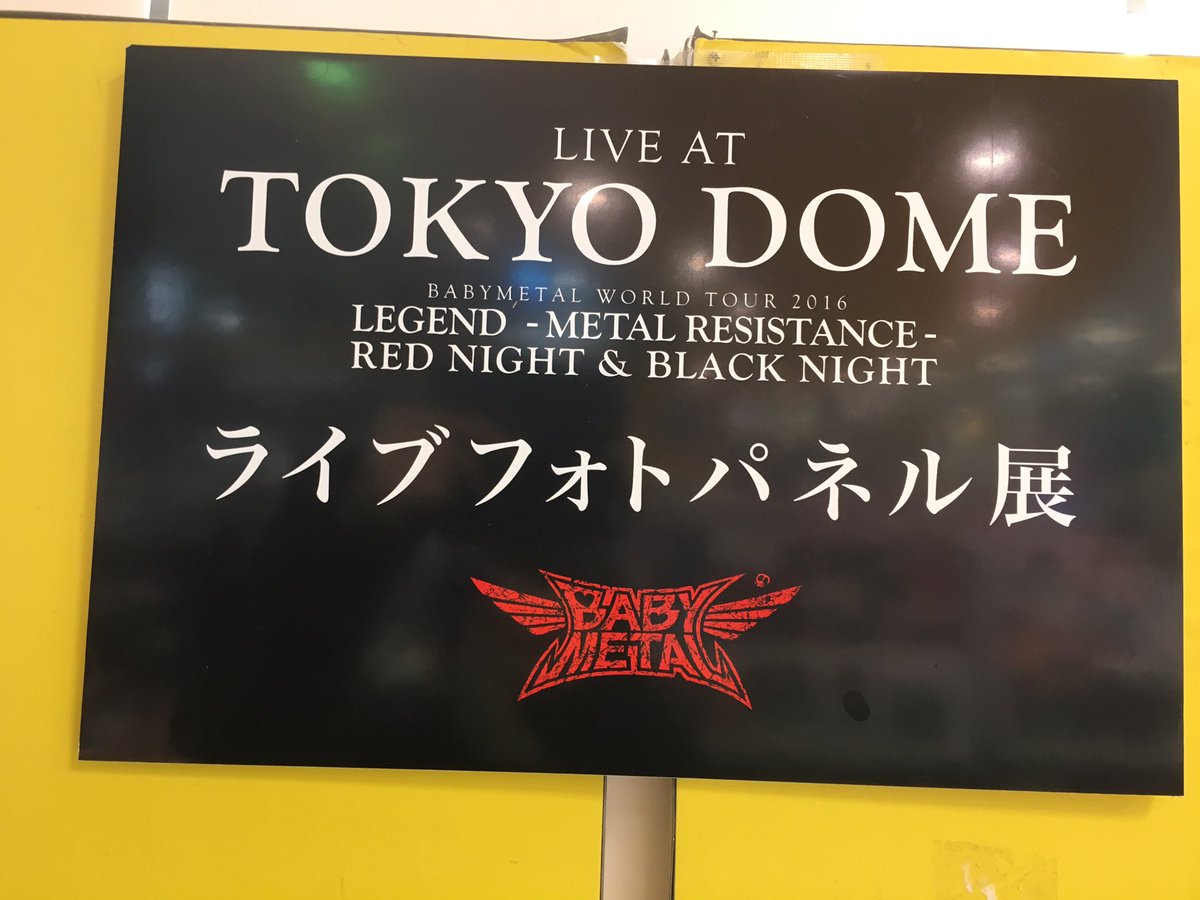 LIVE AT
TOKYO DOME
BABYMETAL WORLD TOUR 2016
LEGEND - METAL RESISTANCE -
RED NIGHT & BLACK NIGHT
ライブフォトパネル展
BABY
METAL